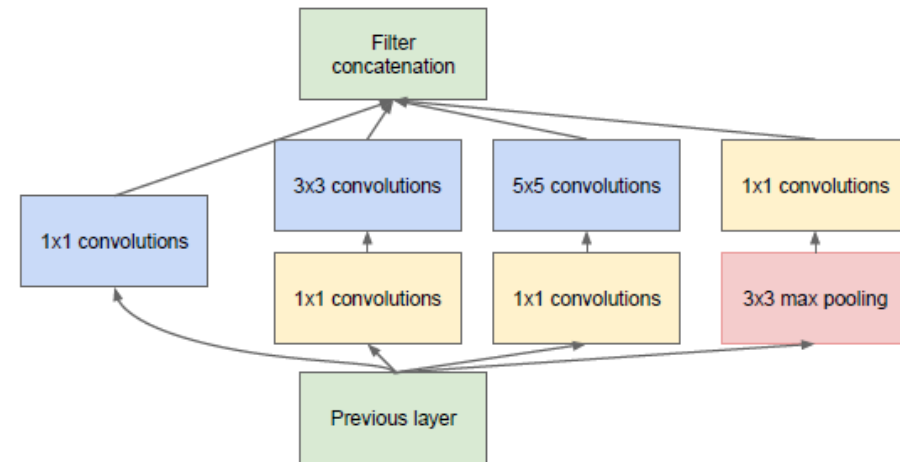 Filter
concatenation
3x3 convolutions
5x5 convolutions
1x1 convolutions
1x1 convolutions
1x1 convolutions
1x1 convolutions
3x3 max pooling
Previous layer